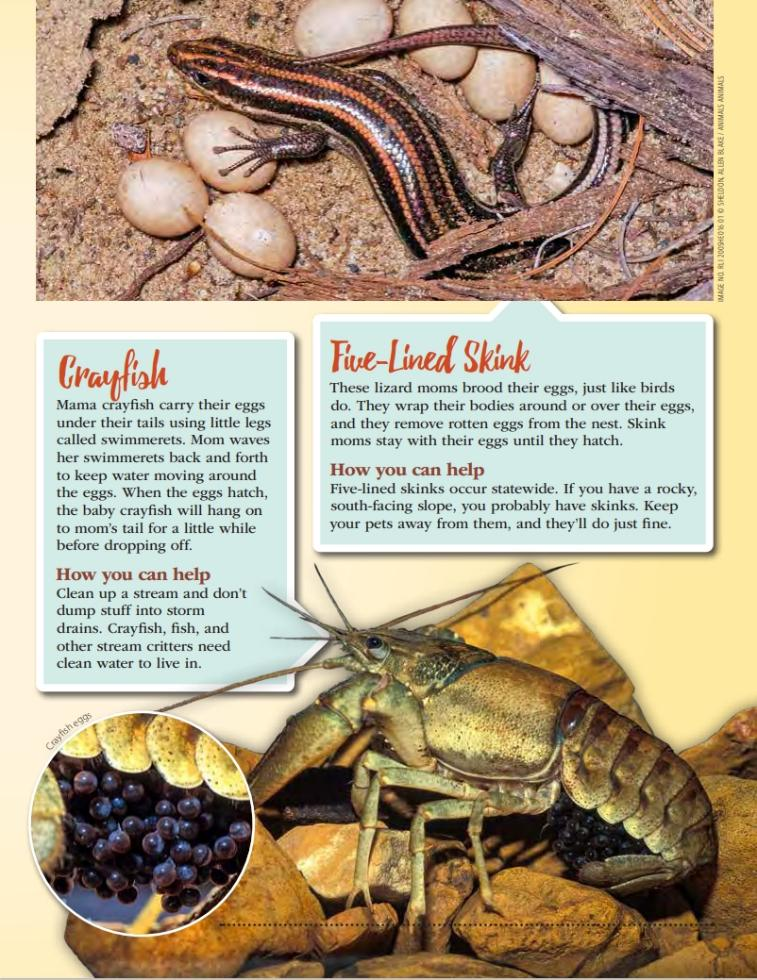 IMAGE NO. RLI 2009HE016 01 © SHELDON, ALLEN BLAKE / ANIMALS ANIMALS
Crayfish
Mama crayfish carry their eggs
under their tails using little legs
called swimmerets. Mom waves
her swimmerets back and forth
to keep water moving around
the eggs. When the eggs hatch,
the baby crayfish will hang on
to mom's tail for a little while
before dropping off.
How you can help
Clean up a stream and don't
dump stuff into storm
drains. Crayfish, fish, and
other stream critters need
clean water to live in.
Five-Lined Skink
These lizard moms brood their eggs, just like birds
do. They wrap their bodies around or over their eggs,
and they remove rotten eggs from the nest. Skink
moms stay with their eggs until they hatch.
How you can help
Five-lined skinks occur statewide. If you have a rocky,
south-facing slope, you probably have skinks. Keep
your pets away from them, and they'll do just fine.
Crayfish eggs